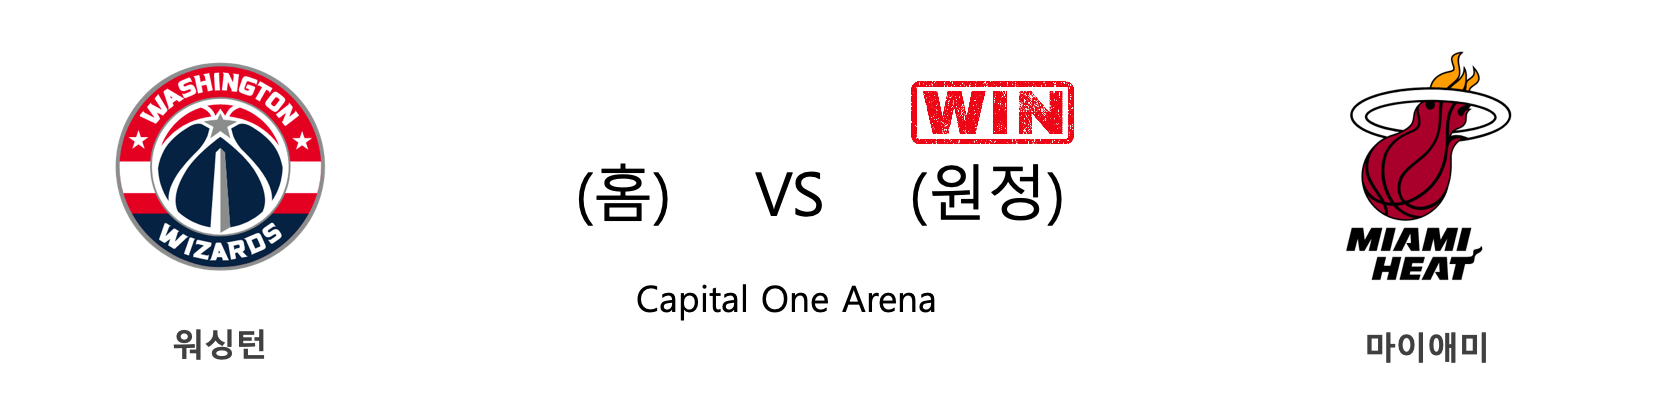 WASHINGTON
WIZARDS
워싱턴
WIN
(홈) VS (원정)
Capital One Arena
MIAMI
HEAT
마이애미